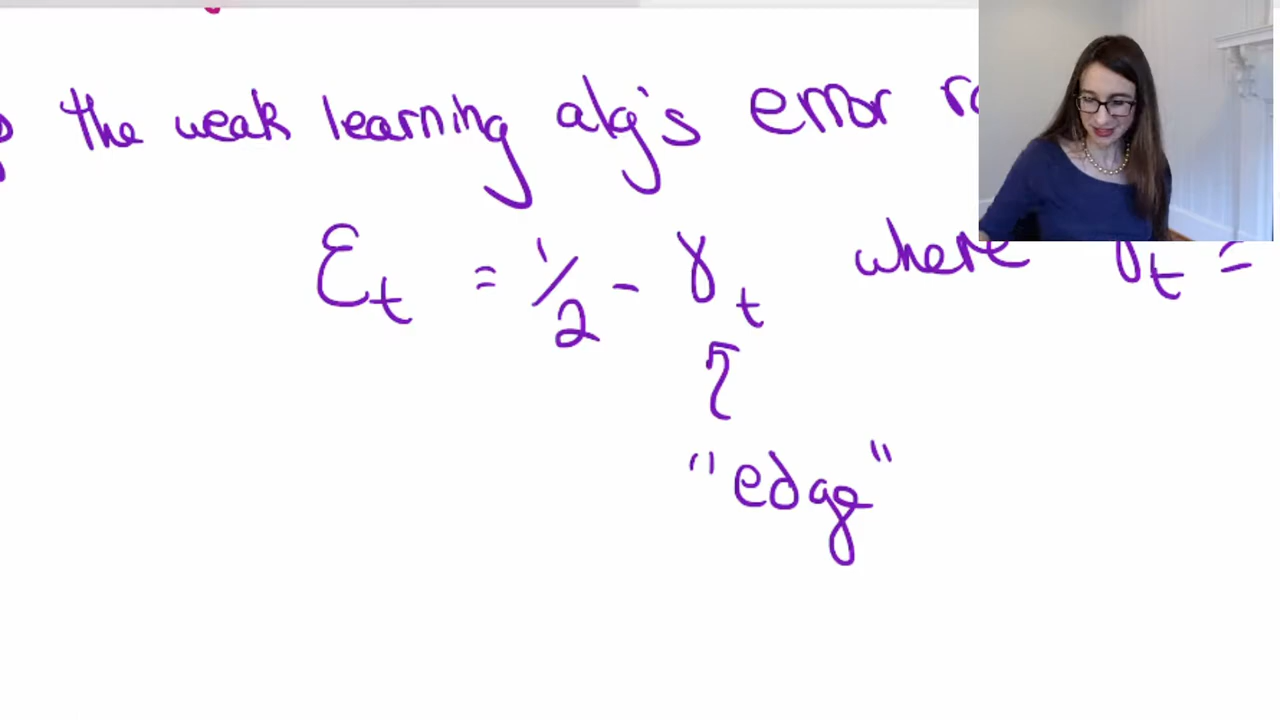 the weak learning alg's error
εt = 1/2 - γt where γt =
"edge"